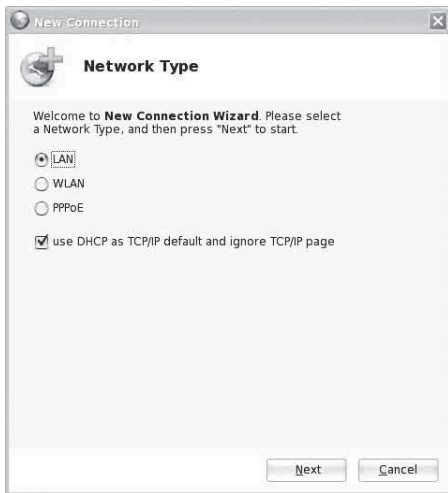 New Connection
Network Type
Welcome to New Connection Wizard. Please select
a Network Type, and then press "Next" to start.
LAN
WLAN
PPPoE
use DHCP as TCP/IP default and ignore TCP/IP page
Next
Cancel